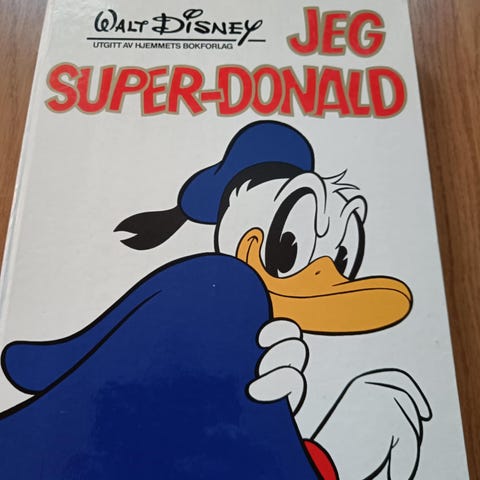 WALT DISNEY
UTGITT AV HJEMMETS BOKFORLAG
JEG
SUPER-DONALD